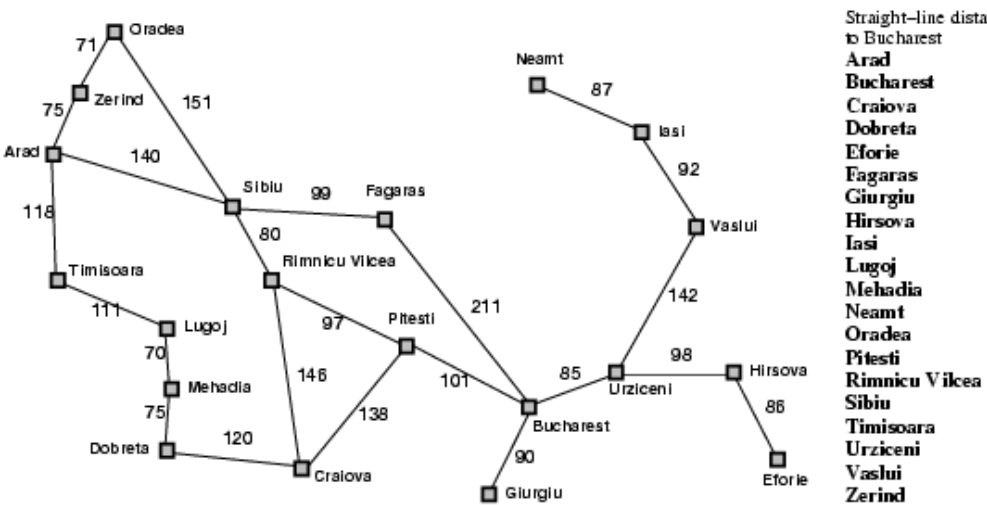 Oradea
71
Neamt
87
Zerind
151
75
Iasi
Arad
140
92
Sibiu
99
Fagaras
118
80
Vaslui
Rimnicu Vilcea
Timisoara
142
111
Lugoj
97
Pitesti
211
70
98
Hirsova
146
101
85
Mehadia
Urziceni
75
138
86
Bucharest
120
Dobreta
90
Craiova
Eforie
Giurgiu
Straight–line dista
to Bucharest
Arad
Bucharest
Craiova
Dobreta
Eforie
Fagaras
Giurgiu
Hirsova
Iasi
Lugoj
Mehadia
Neamt
Oradea
Pitesti
Rimnicu Vilcea
Sibiu
Timisoara
Urziceni
Vaslui
Zerind